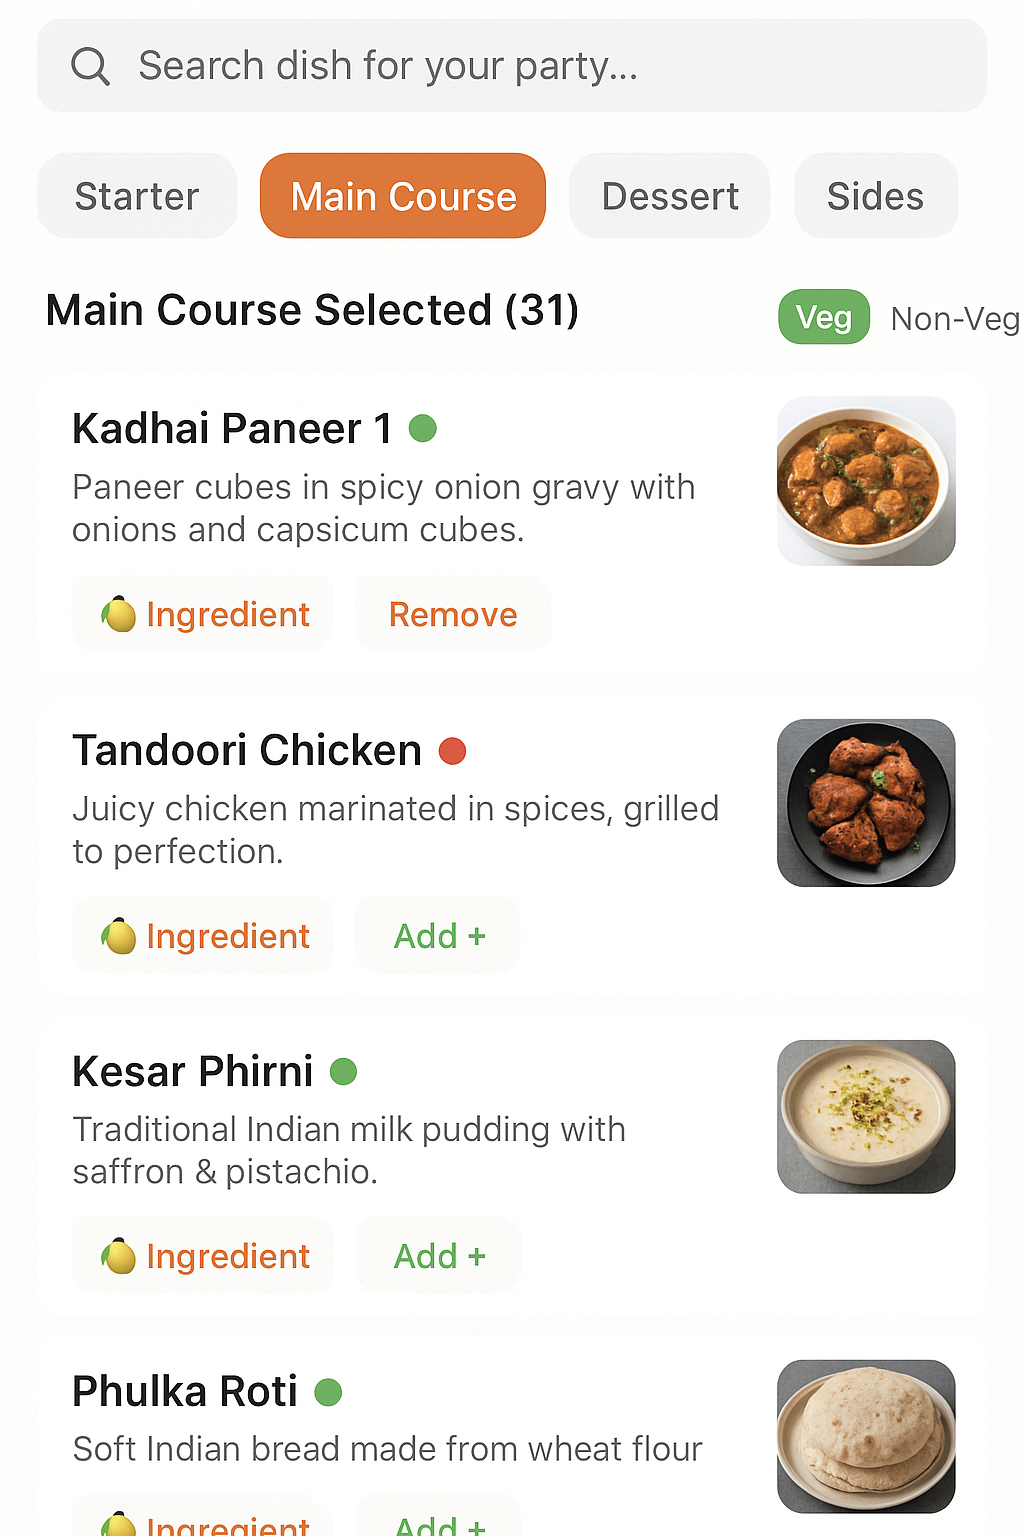 Search dish for your party...
Starter
Main Course
Dessert
Sides
Main Course Selected (31)
Veg
Non-Veg
Kadhai Paneer 1
Paneer cubes in spicy onion gravy with
onions and capsicum cubes.
Ingredient
Remove
Tandoori Chicken
Juicy chicken marinated in spices, grilled
to perfection.
Ingredient
Add +
Kesar Phirni
Traditional Indian milk pudding with
saffron & pistachio.
Ingredient
Add +
Phulka Roti
Soft Indian bread made from wheat flour
Ingredient
Add +